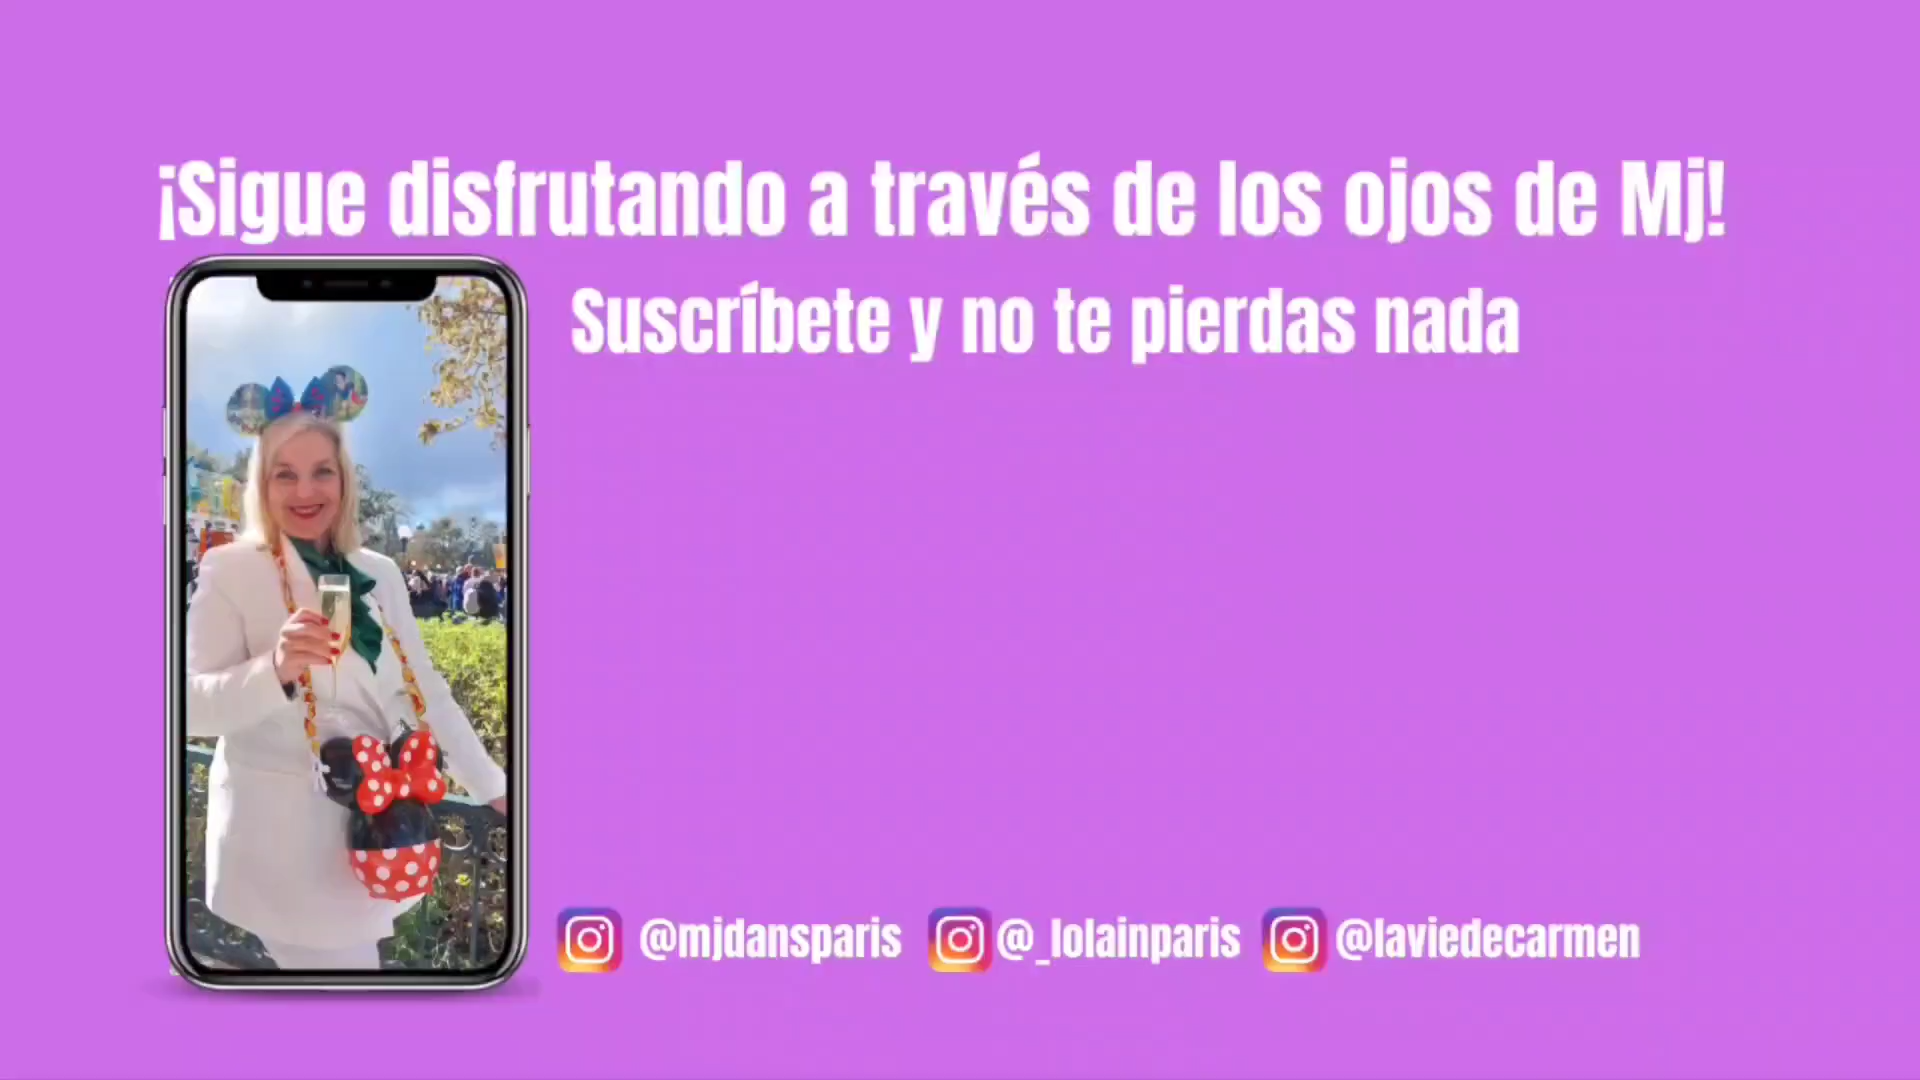 ¡Sigue disfrutando a través de los ojos de Mj!
Suscríbete y no te pierdas nada
@mjdansparis @_lolainparis @laviedecarmen